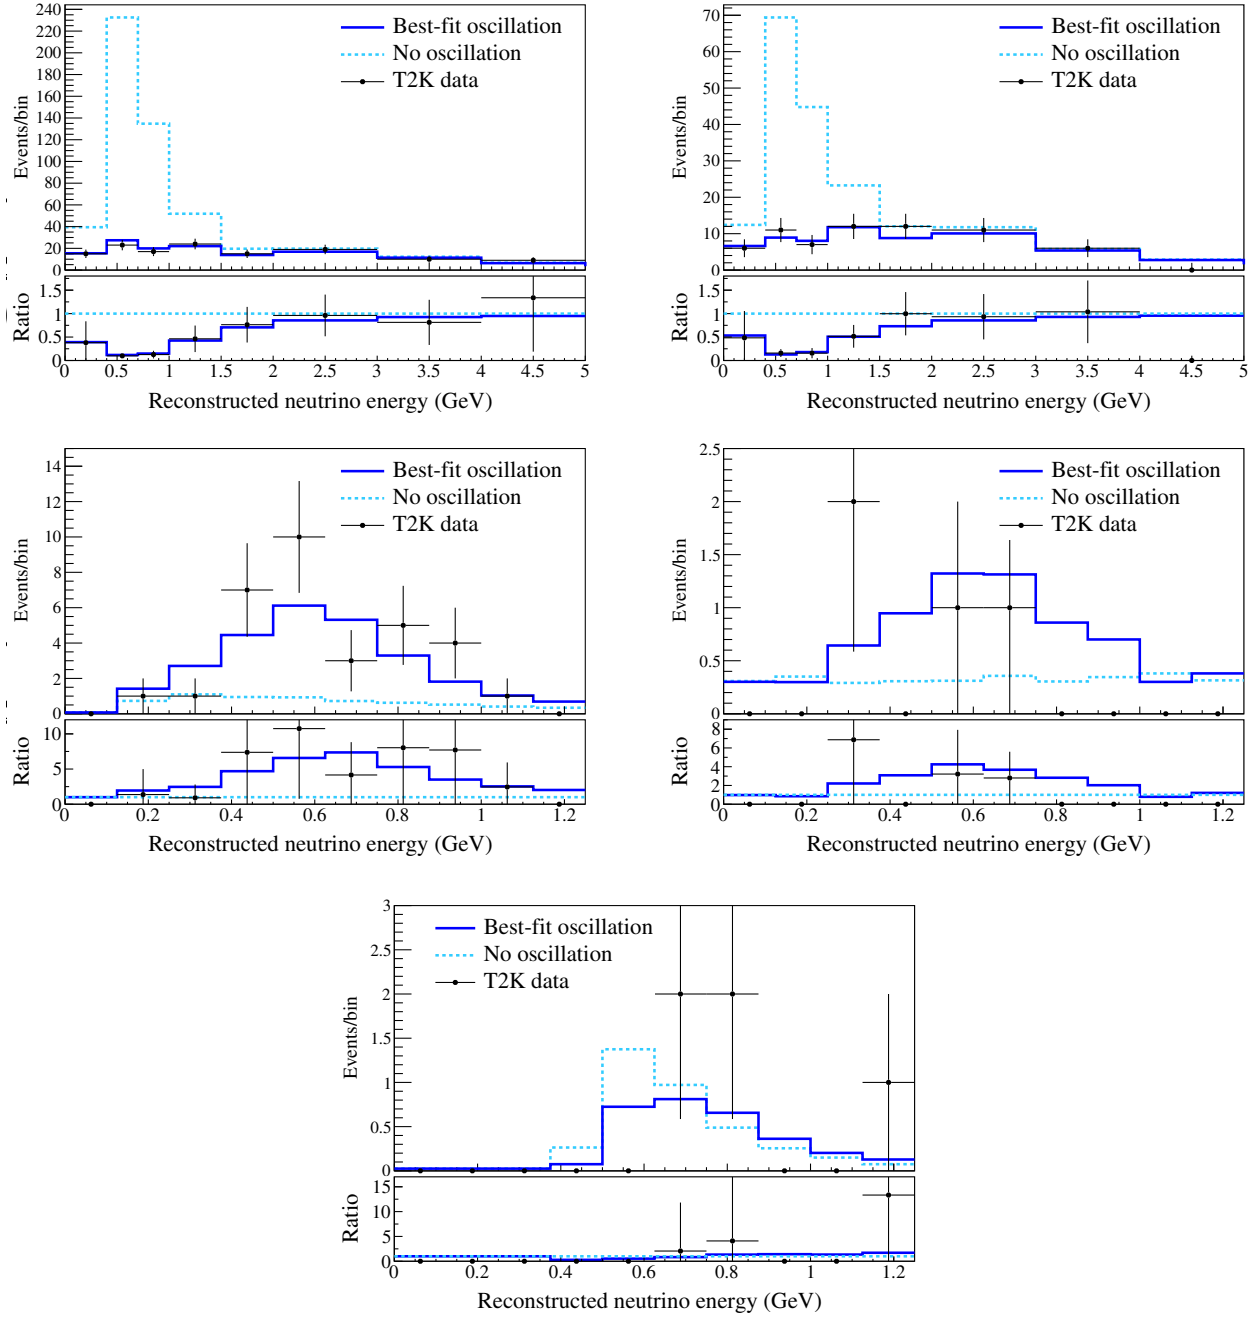 240
220
200
180
160
140
120
100
80
60
40
20
0
Events/bin
Best-fit oscillation
No oscillation
T2K data
1.5
1
0.5
0
Ratio
0 0.5 1 1.5 2 2.5 3 3.5 4 4.5 5
Reconstructed neutrino energy (GeV)
70
60
50
40
30
20
10
0
Events/bin
Best-fit oscillation
No oscillation
T2K data
1.5
1
0.5
0
Ratio
0 0.5 1 1.5 2 2.5 3 3.5 4 4.5 5
Reconstructed neutrino energy (GeV)
14
12
10
8
6
4
2
0
Events/bin
Best-fit oscillation
No oscillation
T2K data
10
5
0
Ratio
0 0.2 0.4 0.6 0.8 1 1.2
Reconstructed neutrino energy (GeV)
2.5
2
1.5
1
0.5
0
Events/bin
Best-fit oscillation
No oscillation
T2K data
8
6
4
2
0
Ratio
0 0.2 0.4 0.6 0.8 1 1.2
Reconstructed neutrino energy (GeV)
3
2.5
2
1.5
1
0.5
0
Events/bin
Best-fit oscillation
No oscillation
T2K data
15
10
5
0
Ratio
0 0.2 0.4 0.6 0.8 1 1.2
Reconstructed neutrino energy (GeV)